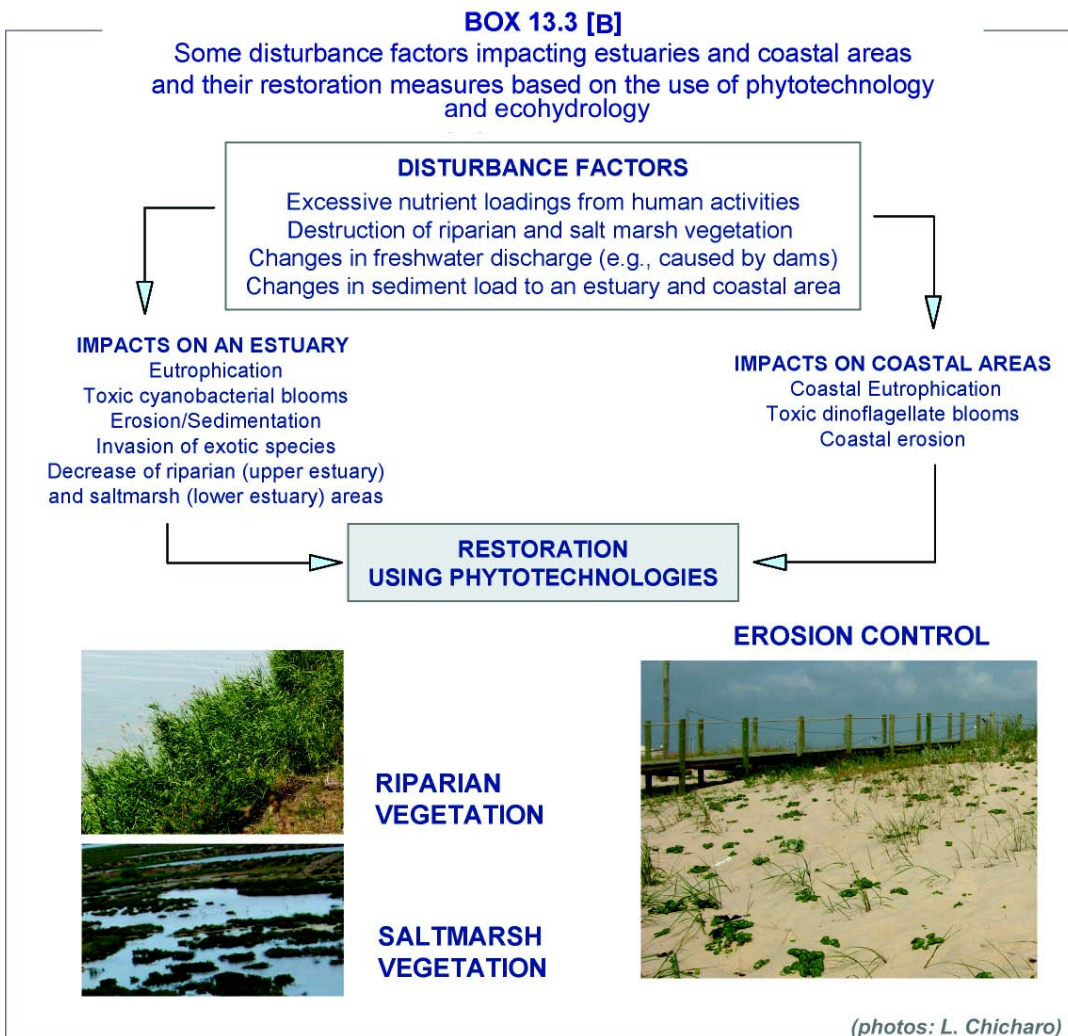 BOX 13.3 [B]
Some disturbance factors impacting estuaries and coastal areas
and their restoration measures based on the use of phytotechnology
and ecohydrology
DISTURBANCE FACTORS
Excessive nutrient loadings from human activities
Destruction of riparian and salt marsh vegetation
Changes in freshwater discharge (e.g., caused by dams)
Changes in sediment load to an estuary and coastal area
IMPACTS ON AN ESTUARY
Eutrophication
Toxic cyanobacterial blooms
Erosion/Sedimentation
Invasion of exotic species
Decrease of riparian (upper estuary)
and saltmarsh (lower estuary) areas
IMPACTS ON COASTAL AREAS
Coastal Eutrophication
Toxic dinoflagellate blooms
Coastal erosion
RESTORATION
USING PHYTOTECHNOLOGIES
EROSION CONTROL
RIPARIAN
VEGETATION
SALTMARSH
VEGETATION
(photos: L. Chicharo)